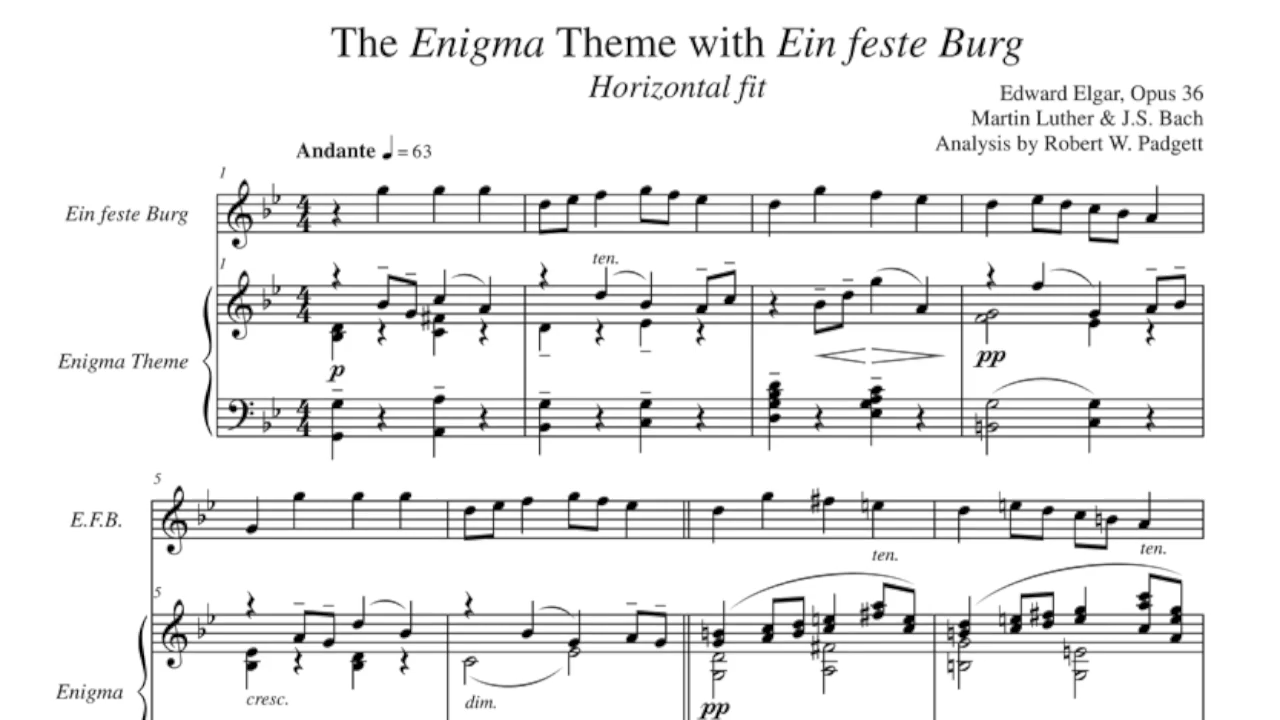 The Enigma Theme with Ein feste Burg
Horizontal fit
Edward Elgar, Opus 36
Martin Luther & J.S. Bach
Analysis by Robert W. Padgett
Andante ♩ = 63
1
Ein feste Burg
1
ten.
Enigma Theme
p
pp
5
E.F.B.
ten.
ten.
5
Enigma
cresc.
dim.
pp